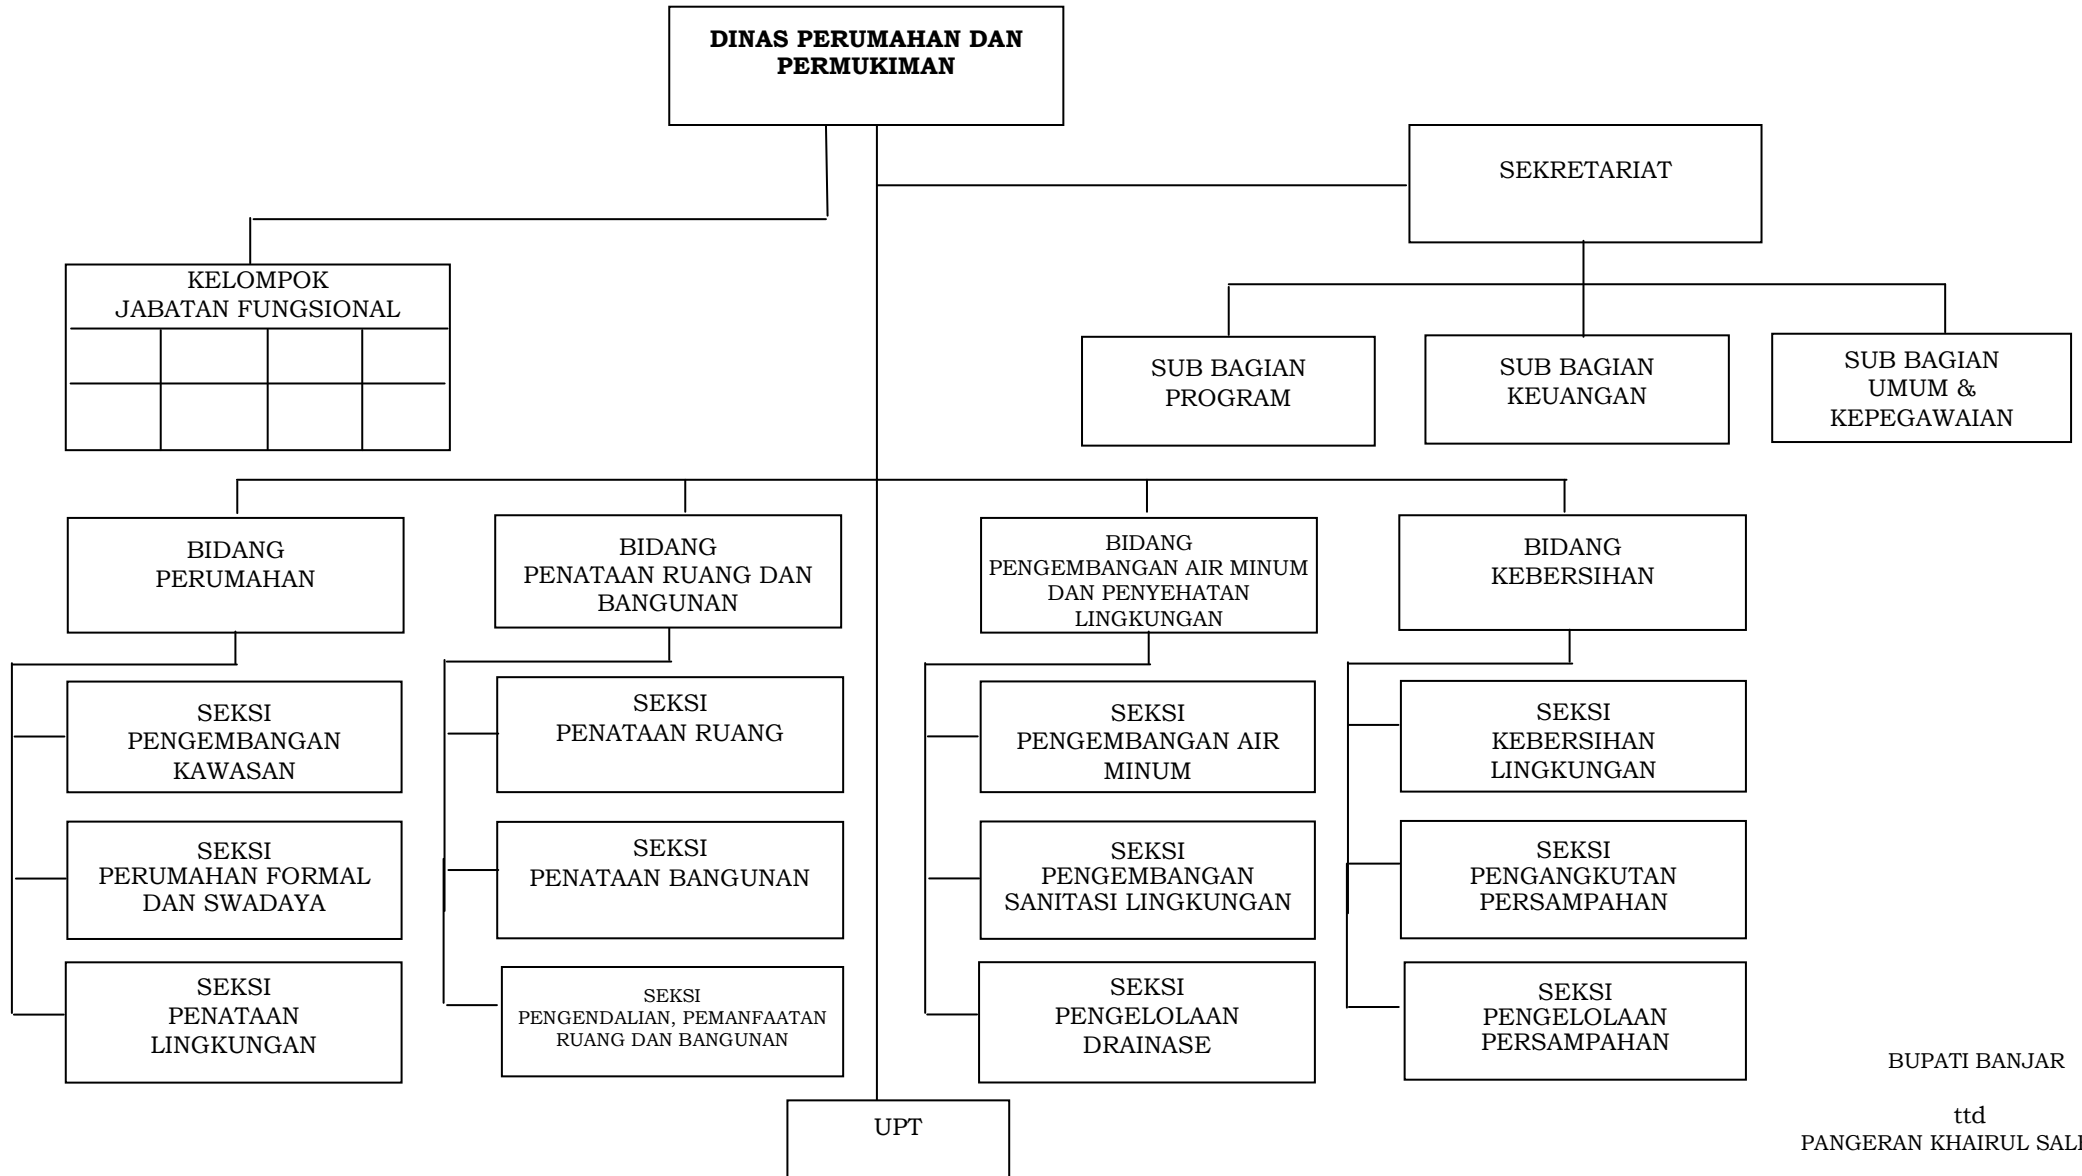 DINAS PERUMAHAN DAN
PERMUKIMAN
SEKRETARIAT
KELOMPOK
JABATAN FUNGSIONAL
SUB BAGIAN
PROGRAM
SUB BAGIAN
KEUANGAN
SUB BAGIAN
UMUM &
KEPEGAWAIAN
BIDANG
PERUMAHAN
BIDANG
PENATAAN RUANG DAN
BANGUNAN
BIDANG
PENGEMBANGAN AIR MINUM
DAN PENYEHATAN
LINGKUNGAN
BIDANG
KEBERSIHAN
SEKSI
PENGEMBANGAN
KAWASAN
SEKSI
PENATAAN RUANG
SEKSI
PENGEMBANGAN AIR
MINUM
SEKSI
KEBERSIHAN
LINGKUNGAN
SEKSI
PERUMAHAN FORMAL
DAN SWADAYA
SEKSI
PENATAAN BANGUNAN
SEKSI
PENGEMBANGAN
SANITASI LINGKUNGAN
SEKSI
PENGANGKUTAN
PERSAMPAHAN
SEKSI
PENATAAN
LINGKUNGAN
SEKSI
PENGENDALIAN, PEMANFAATAN
RUANG DAN BANGUNAN
SEKSI
PENGELOLAAN
DRAINASE
SEKSI
PENGELOLAAN
PERSAMPAHAN
UPT
BUPATI BANJAR
ttd
PANGERAN KHAIRUL